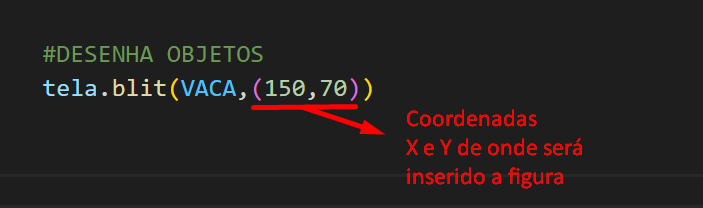 #DESENHA OBJETOS
tela.blit(VACA,(150,70))
Coordenadas
X e Y de onde será
inserido a figura